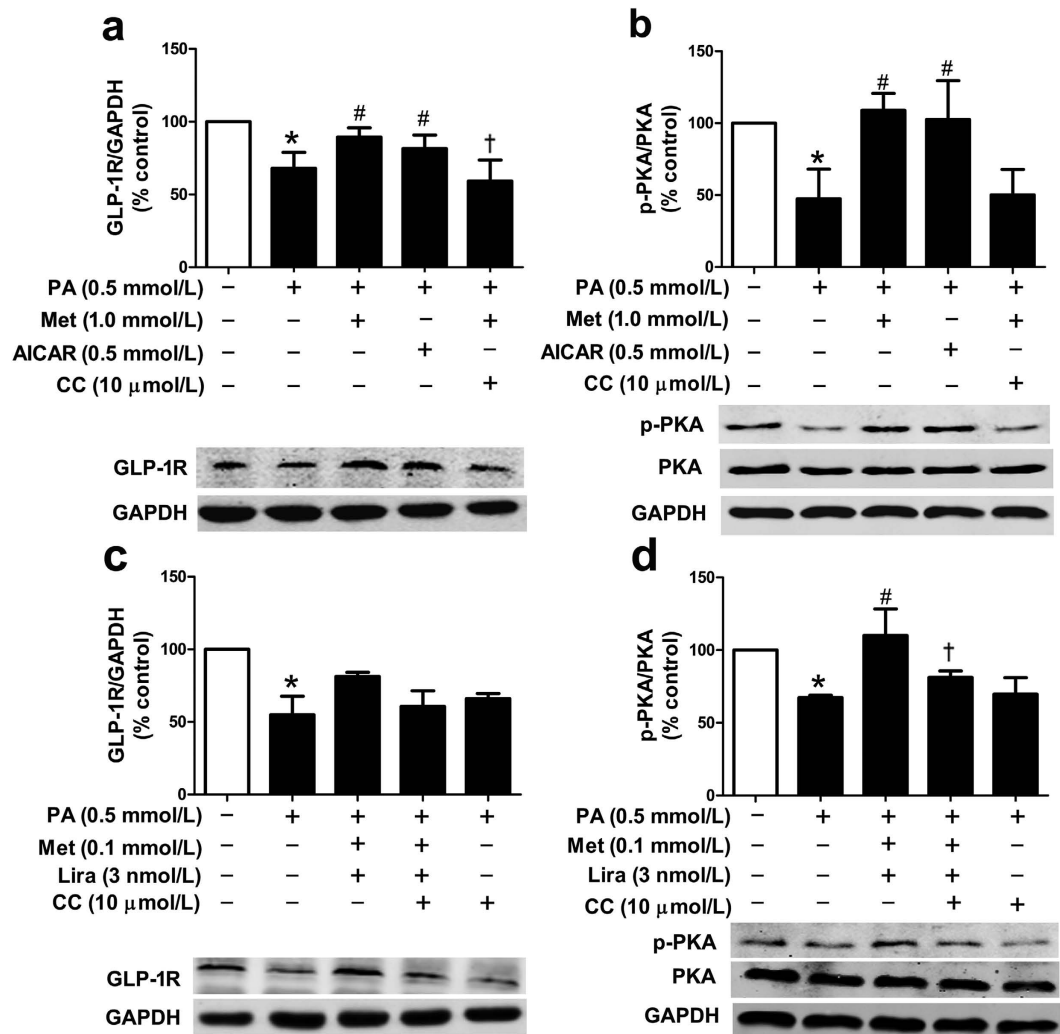 a
GLP-1R/GAPDH
(% control)
150
100
50
0
*
#
#
†
PA (0.5 mmol/L) – + + + +
Met (1.0 mmol/L) – – + – +
AICAR (0.5 mmol/L) – – – + –
CC (10 μmol/L) – – – – +
GLP-1R
GAPDH
b
p-PKA/PKA
(% control)
150
100
50
0
*
#
#
PA (0.5 mmol/L) – + + + +
Met (1.0 mmol/L) – – + – +
AICAR (0.5 mmol/L) – – – + –
CC (10 μmol/L) – – – – +
p-PKA
PKA
GAPDH
c
GLP-1R/GAPDH
(% control)
150
100
50
0
*
PA (0.5 mmol/L) – + + + +
Met (0.1 mmol/L) – – + + –
Lira (3 nmol/L) – – + + –
CC (10 μmol/L) – – – + +
GLP-1R
GAPDH
d
p-PKA/PKA
(% control)
150
100
50
0
*
#
†
PA (0.5 mmol/L) – + + + +
Met (0.1 mmol/L) – – + + –
Lira (3 nmol/L) – – + + –
CC (10 μmol/L) – – – + +
p-PKA
PKA
GAPDH